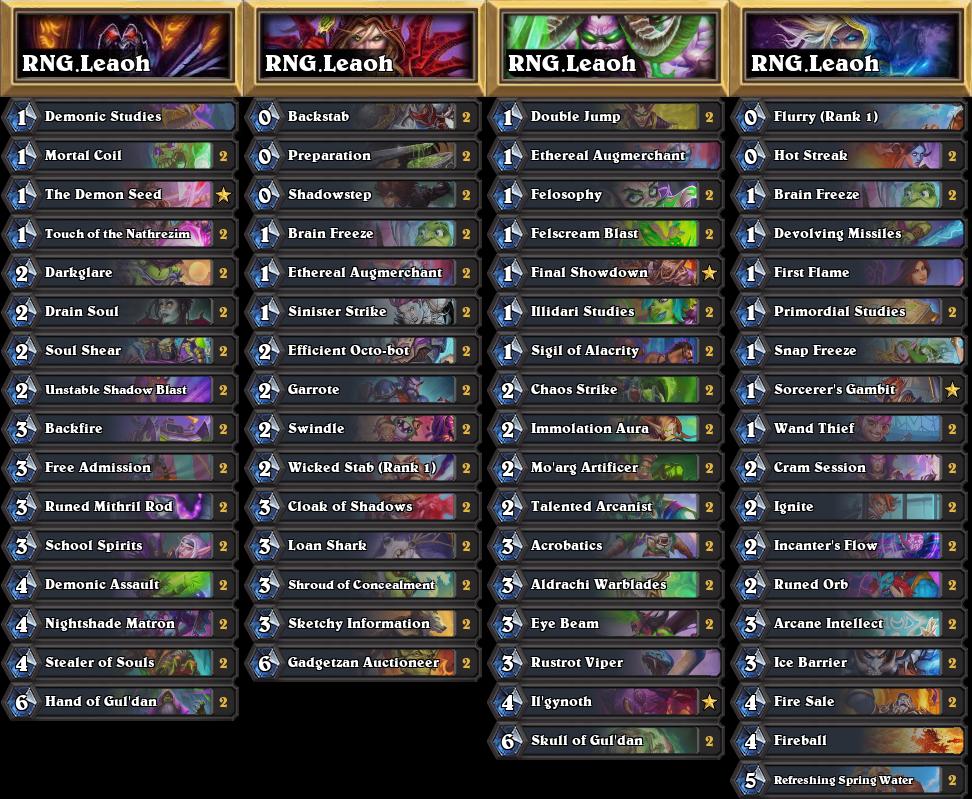 RNG.Leaoh
1 Demonic Studies
1 Mortal Coil 2
1 The Demon Seed
1 Touch of the Nathrezim 2
2 Darkglare 2
2 Drain Soul 2
2 Soul Shear 2
2 Unstable Shadow Blast 2
3 Backfire 2
3 Free Admission 2
3 Runed Mithril Rod 2
3 School Spirits 2
4 Demonic Assault 2
4 Nightshade Matron 2
4 Stealer of Souls 2
6 Hand of Gul'dan 2
RNG.Leaoh
0 Backstab 2
0 Preparation 2
0 Shadowstep 2
1 Brain Freeze 2
1 Ethereal Augmerchant 2
1 Sinister Strike 2
2 Efficient Octo-bot 2
2 Garrote 2
2 Swindle 2
2 Wicked Stab (Rank 1) 2
3 Cloak of Shadows 2
3 Loan Shark 2
3 Shroud of Concealment 2
3 Sketchy Information 2
6 Gadgetzan Auctioneer 2
RNG.Leaoh
1 Double Jump 2
1 Ethereal Augmerchant
1 Felosophy 2
1 Felscream Blast 2
1 Final Showdown
1 Illidari Studies 2
1 Sigil of Alacrity 2
2 Chaos Strike 2
2 Immolation Aura 2
2 Mo'arg Artificer 2
2 Talented Arcanist 2
3 Acrobatics 2
3 Aldrachi Warblades 2
3 Eye Beam 2
3 Rustrot Viper
4 Il'gynoth
6 Skull of Gul'dan 2
RNG.Leaoh
0 Flurry (Rank 1)
0 Hot Streak 2
1 Brain Freeze 2
1 Devolving Missiles
1 First Flame
1 Primordial Studies 2
1 Snap Freeze
1 Sorcerer's Gambit
1 Wand Thief 2
2 Cram Session 2
2 Ignite 2
2 Incanter's Flow 2
2 Runed Orb 2
3 Arcane Intellect 2
3 Ice Barrier 2
4 Fire Sale 2
4 Fireball
5 Refreshing Spring Water 2